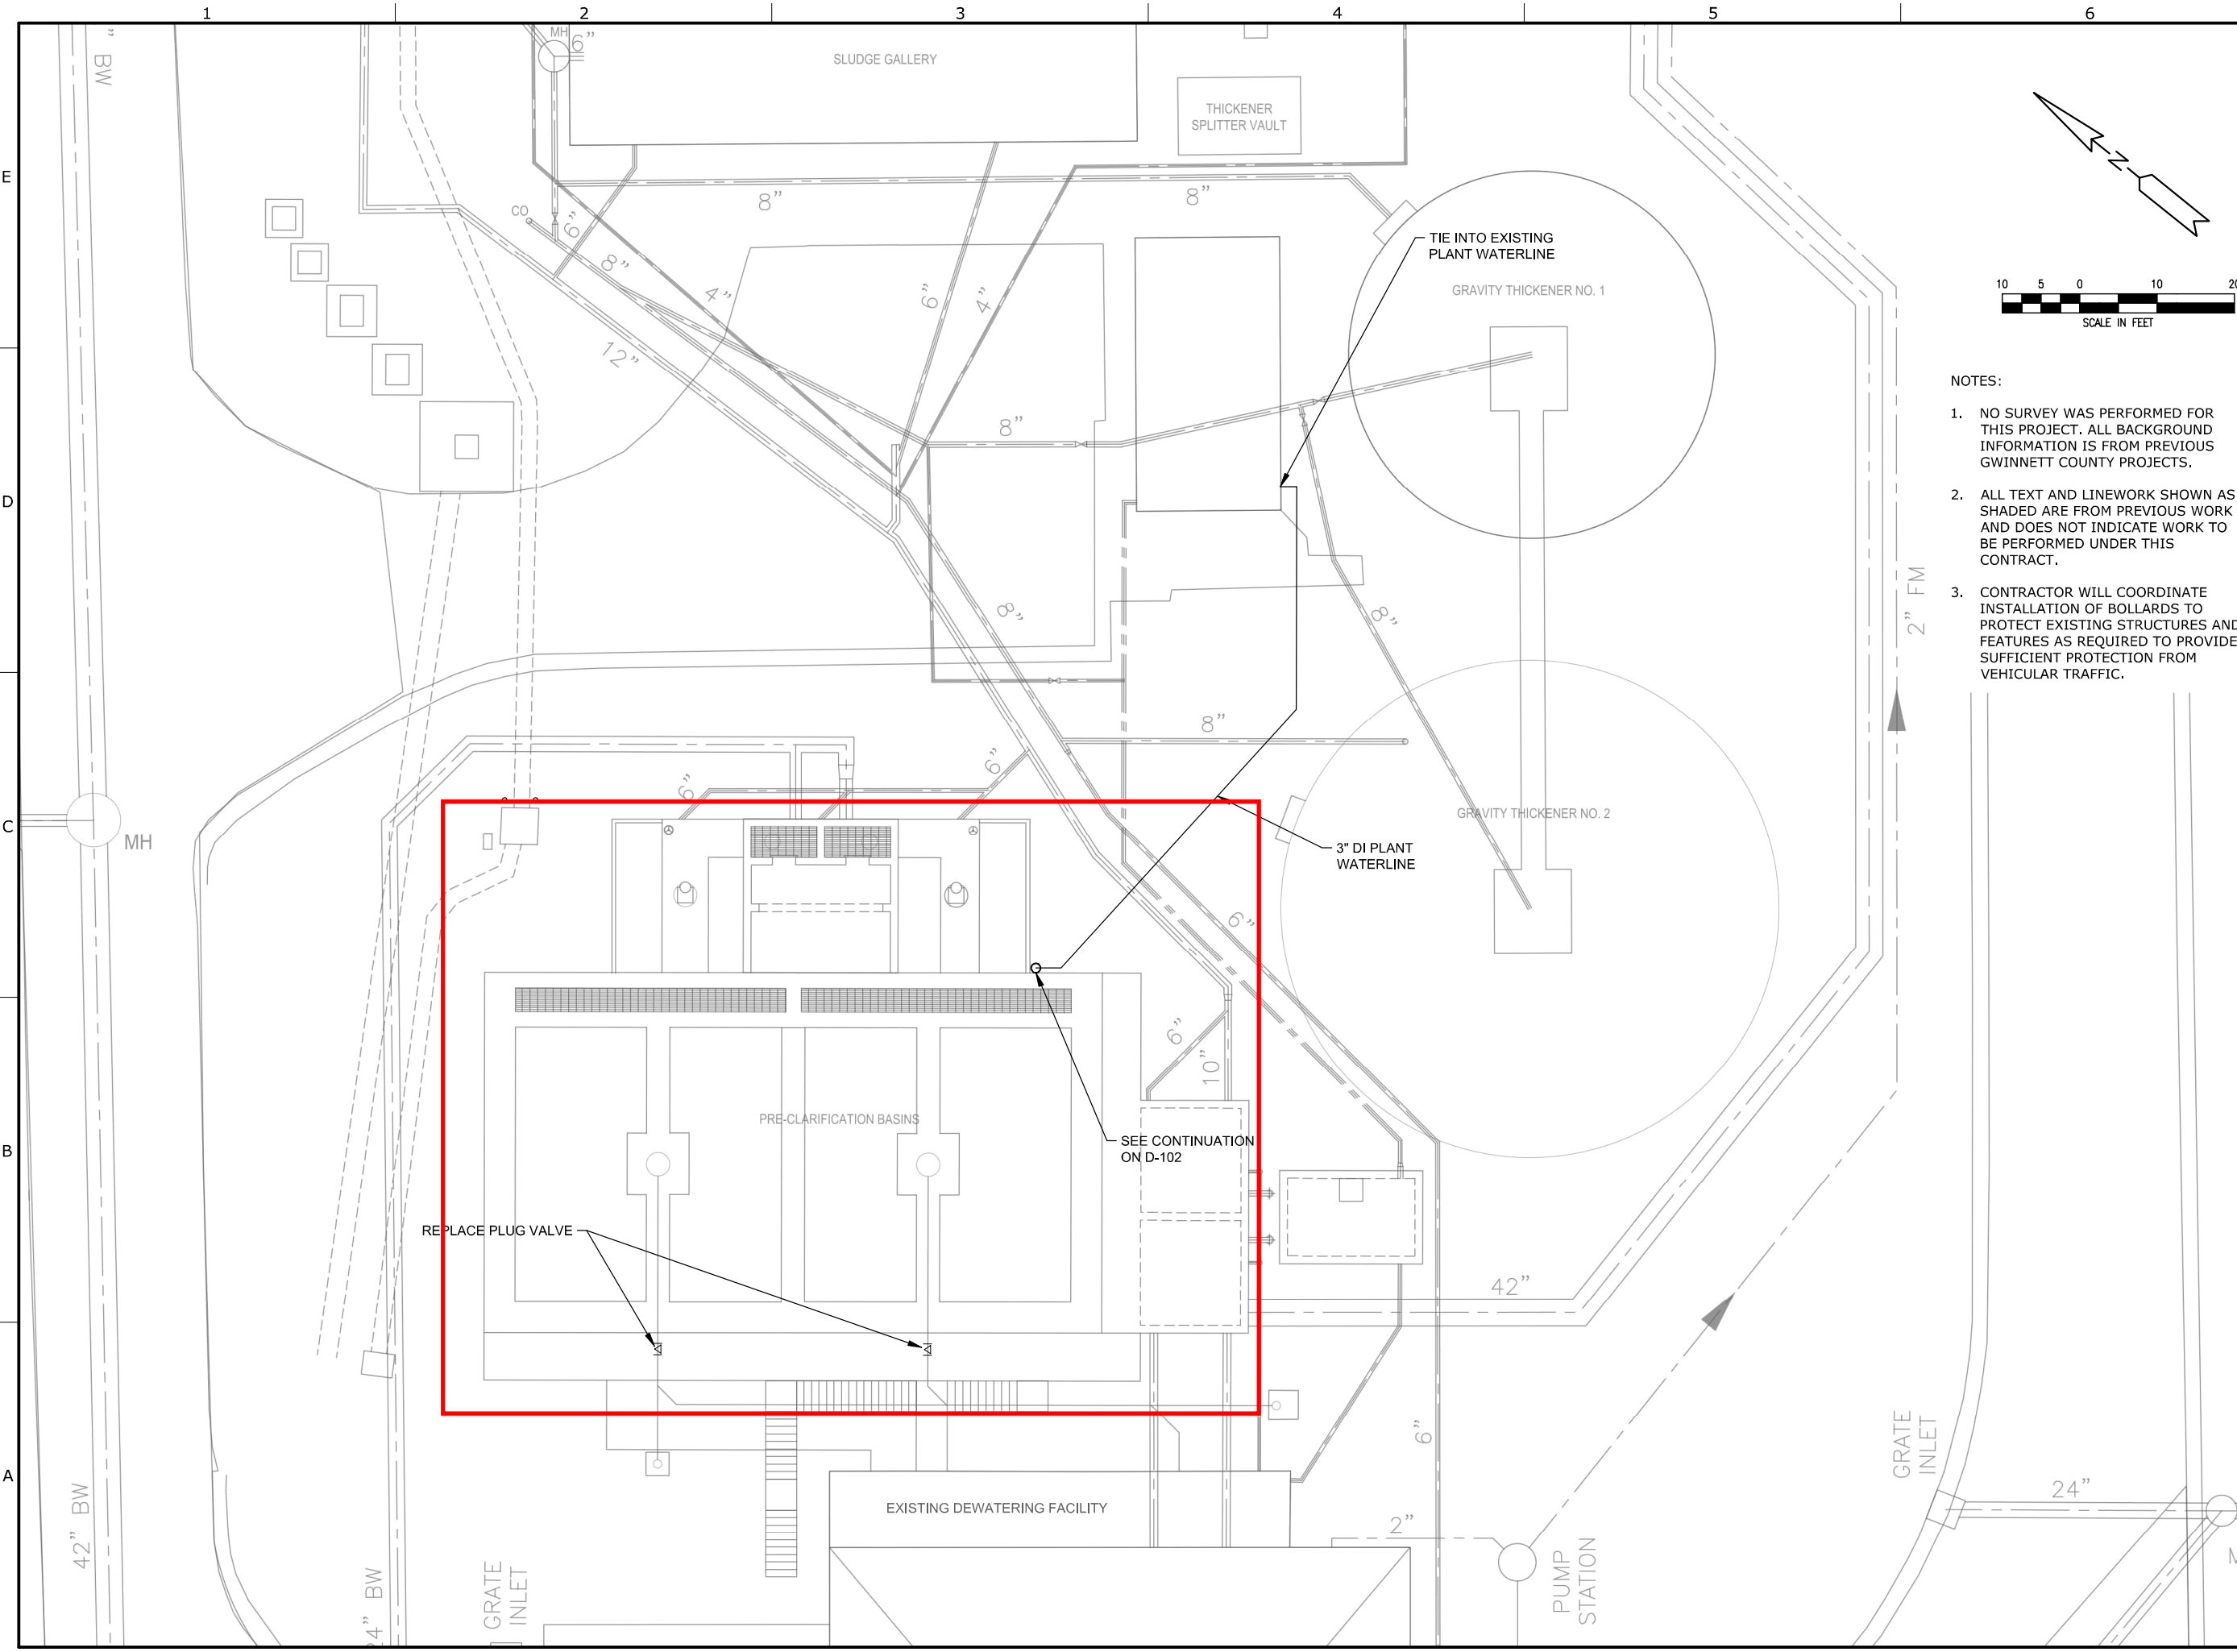 1
2
3
4
5
6
E
D
C
B
A
" BW
MH
6"
SLUDGE GALLERY
THICKENER
SPLITTER VAULT
N
8"
8"
CO
6"
8"
4"
6"
4"
12"
8"
TIE INTO EXISTING
PLANT WATERLINE
GRAVITY THICKENER NO. 1
10 5 0 10 20
SCALE IN FEET
NOTES:
1. NO SURVEY WAS PERFORMED FOR
THIS PROJECT. ALL BACKGROUND
INFORMATION IS FROM PREVIOUS
GWINNETT COUNTY PROJECTS.
2. ALL TEXT AND LINEWORK SHOWN AS
SHADED ARE FROM PREVIOUS WORK
AND DOES NOT INDICATE WORK TO
BE PERFORMED UNDER THIS
CONTRACT.
3. CONTRACTOR WILL COORDINATE
INSTALLATION OF BOLLARDS TO
PROTECT EXISTING STRUCTURES AND
FEATURES AS REQUIRED TO PROVIDE
SUFFICIENT PROTECTION FROM
VEHICULAR TRAFFIC.
8"
8"
2" FM
8"
6"
6"
MH
GRAVITY THICKENER NO. 2
3" DI PLANT
WATERLINE
6"
6"
10"
PRE-CLARIFICATION BASINS
SEE CONTINUATION
ON D-102
REPLACE PLUG VALVE
42"
6"
GRATE
INLET
24"
EXISTING DEWATERING FACILITY
2"
PUMP
STATION
42" BW
24" BW
GRATE
INLET